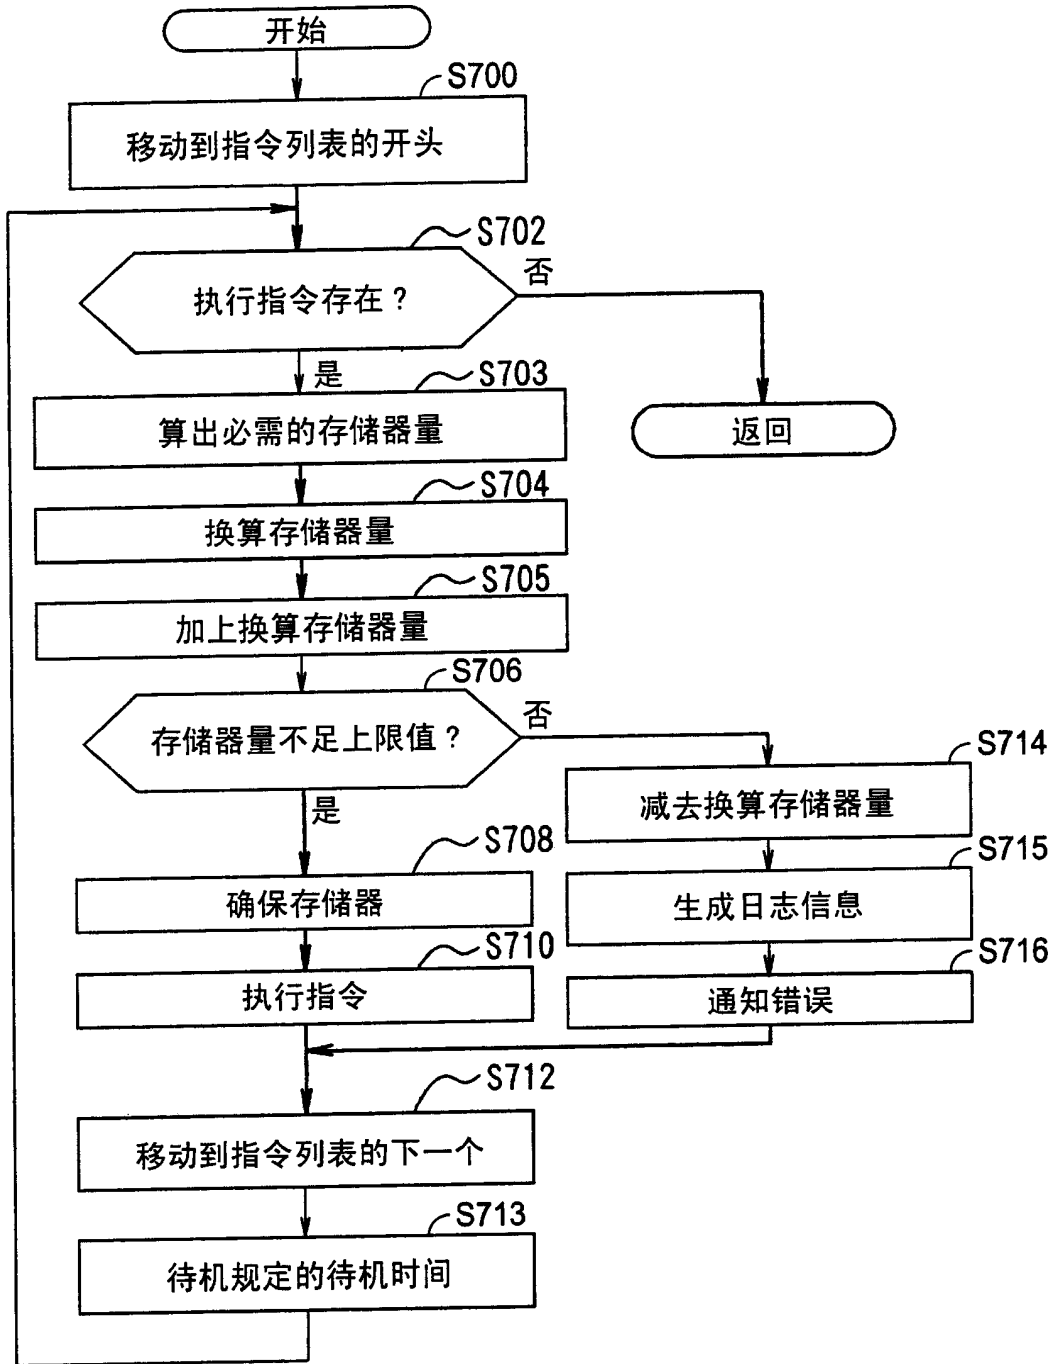 开始
S700
移动到指令列表的开头
S702
执行指令存在？
否
是
S703
算出必需的存储器量
返回
S704
换算存储器量
S705
加上换算存储器量
S706
存储器量不足上限值？
否
是
S714
减去换算存储器量
S708
确保存储器
S715
生成日志信息
S710
执行指令
S716
通知错误
S712
移动到指令列表的下一个
S713
待机规定的待机时间